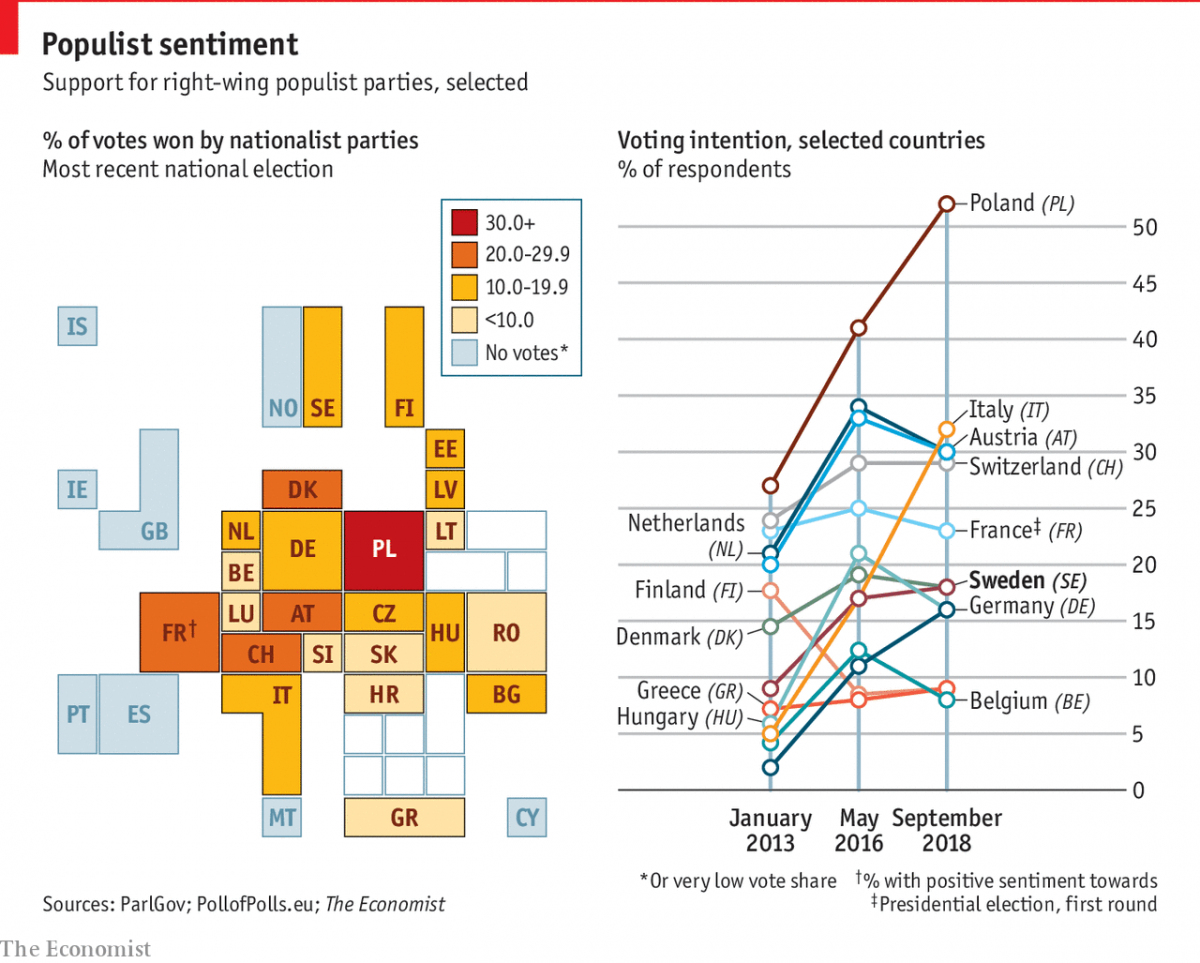 Populist sentiment
Support for right-wing populist parties, selected
% of votes won by nationalist parties
Most recent national election
30.0+
20.0-29.9
10.0-19.9
<10.0
No votes*
IS
NO
SE
FI
EE
IE
GB
DK
LV
NL
DE
PL
LT
BE
FR†
LU
AT
CZ
HU
RO
CH
SI
SK
PT
ES
IT
HR
BG
MT
GR
CY
Voting intention, selected countries
% of respondents
Poland (PL)
50
45
40
35
Italy (IT)
Austria (AT)
30
Switzerland (CH)
25
Netherlands
(NL)
France‡ (FR)
20
Finland (FI)
Sweden (SE)
Germany (DE)
15
Denmark (DK)
10
Greece (GR)
Hungary (HU)
Belgium (BE)
5
0
January
2013
May
2016
September
2018
*Or very low vote share †% with positive sentiment towards
‡Presidential election, first round
Sources: ParlGov; PollofPolls.eu; The Economist
The Economist